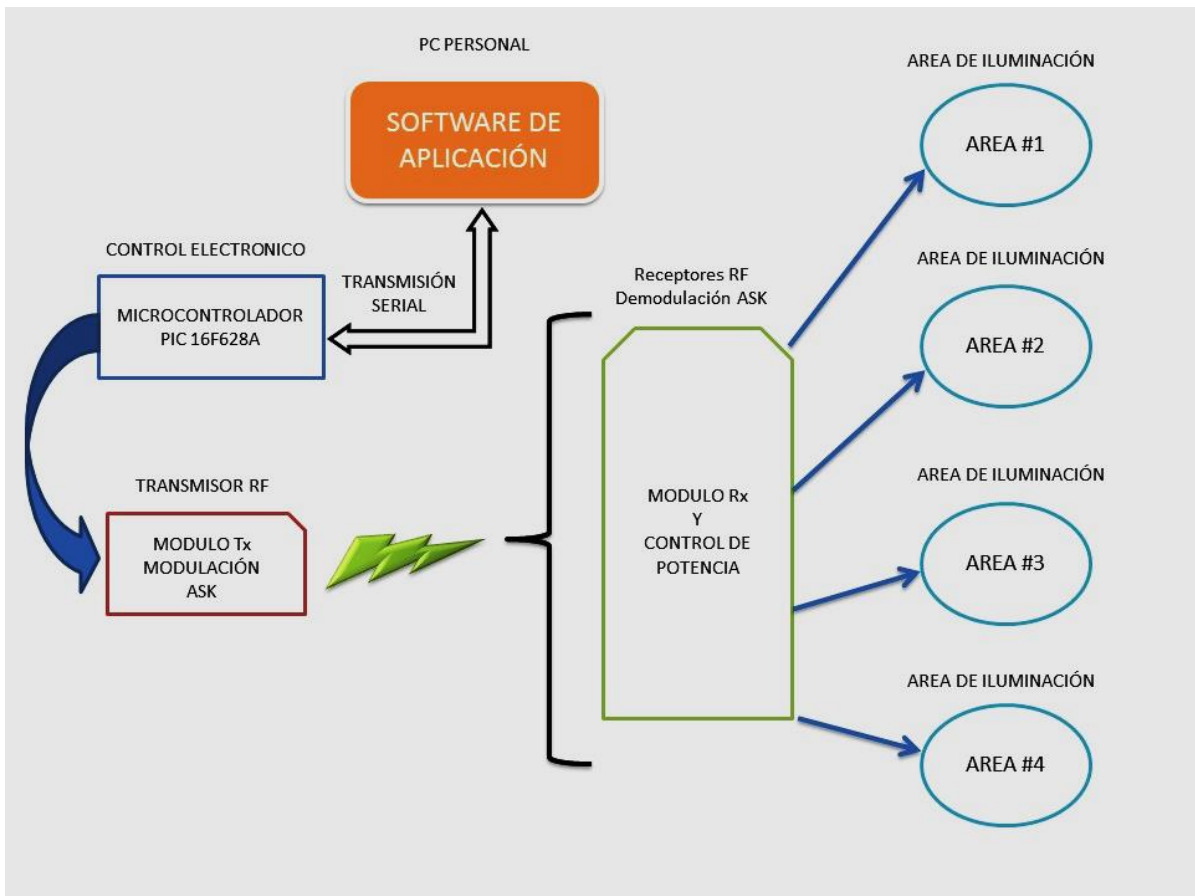 PC PERSONAL
SOFTWARE DE
APLICACIÓN
CONTROL ELECTRONICO
MICROCONTROLADOR
PIC 16F628A
TRANSMISIÓN
SERIAL
TRANSMISOR RF
MODULO Tx
MODULACIÓN
ASK
Receptores RF
Demodulación ASK
MODULO Rx
Y
CONTROL DE
POTENCIA
AREA DE ILUMINACIÓN
AREA #1
AREA DE ILUMINACIÓN
AREA #2
AREA DE ILUMINACIÓN
AREA #3
AREA DE ILUMINACIÓN
AREA #4